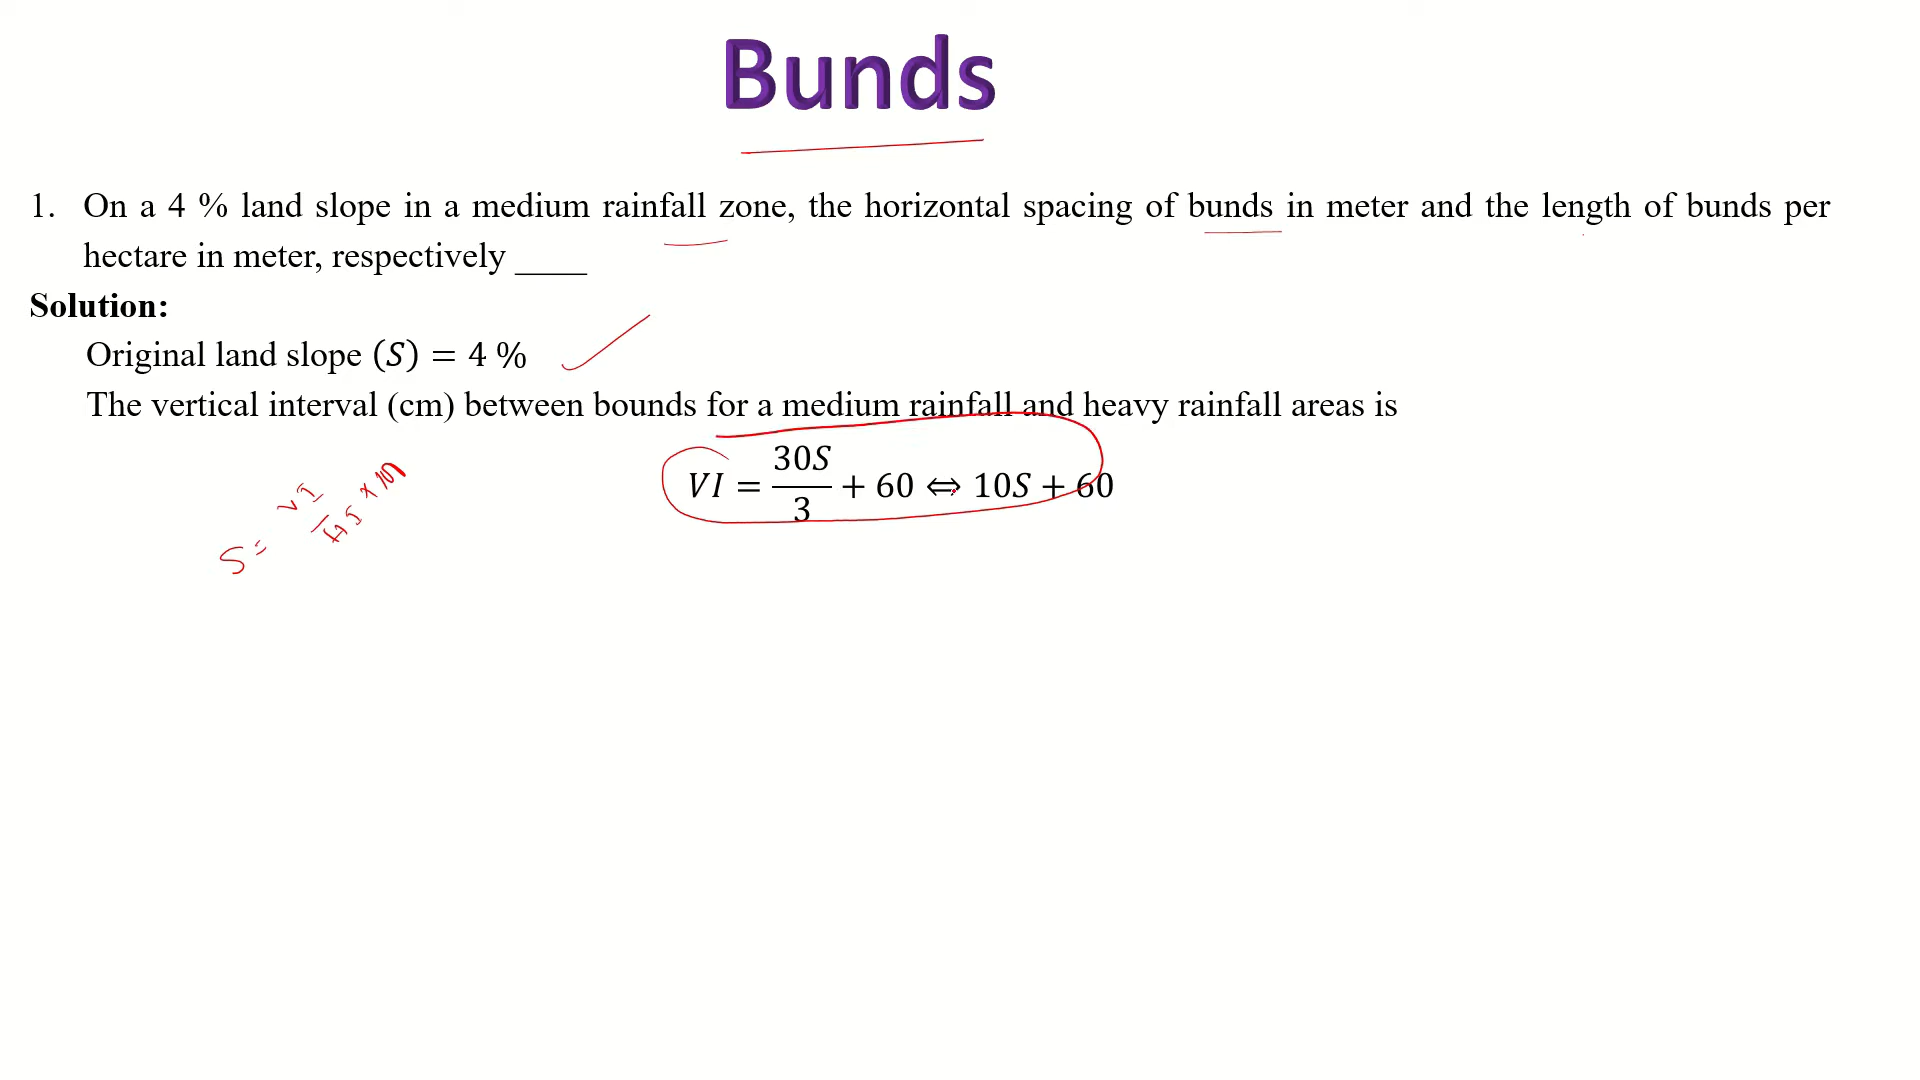 Bunds
1. On a 4 % land slope in a medium rainfall zone, the horizontal spacing of bunds in meter and the length of bunds per
hectare in meter, respectively ____
Solution:
Original land slope (S) = 4 %
The vertical interval (cm) between bounds for a medium rainfall and heavy rainfall areas is
VI = 30S/3 + 60 ⇔ 10S + 60
S = VI/HI × 100